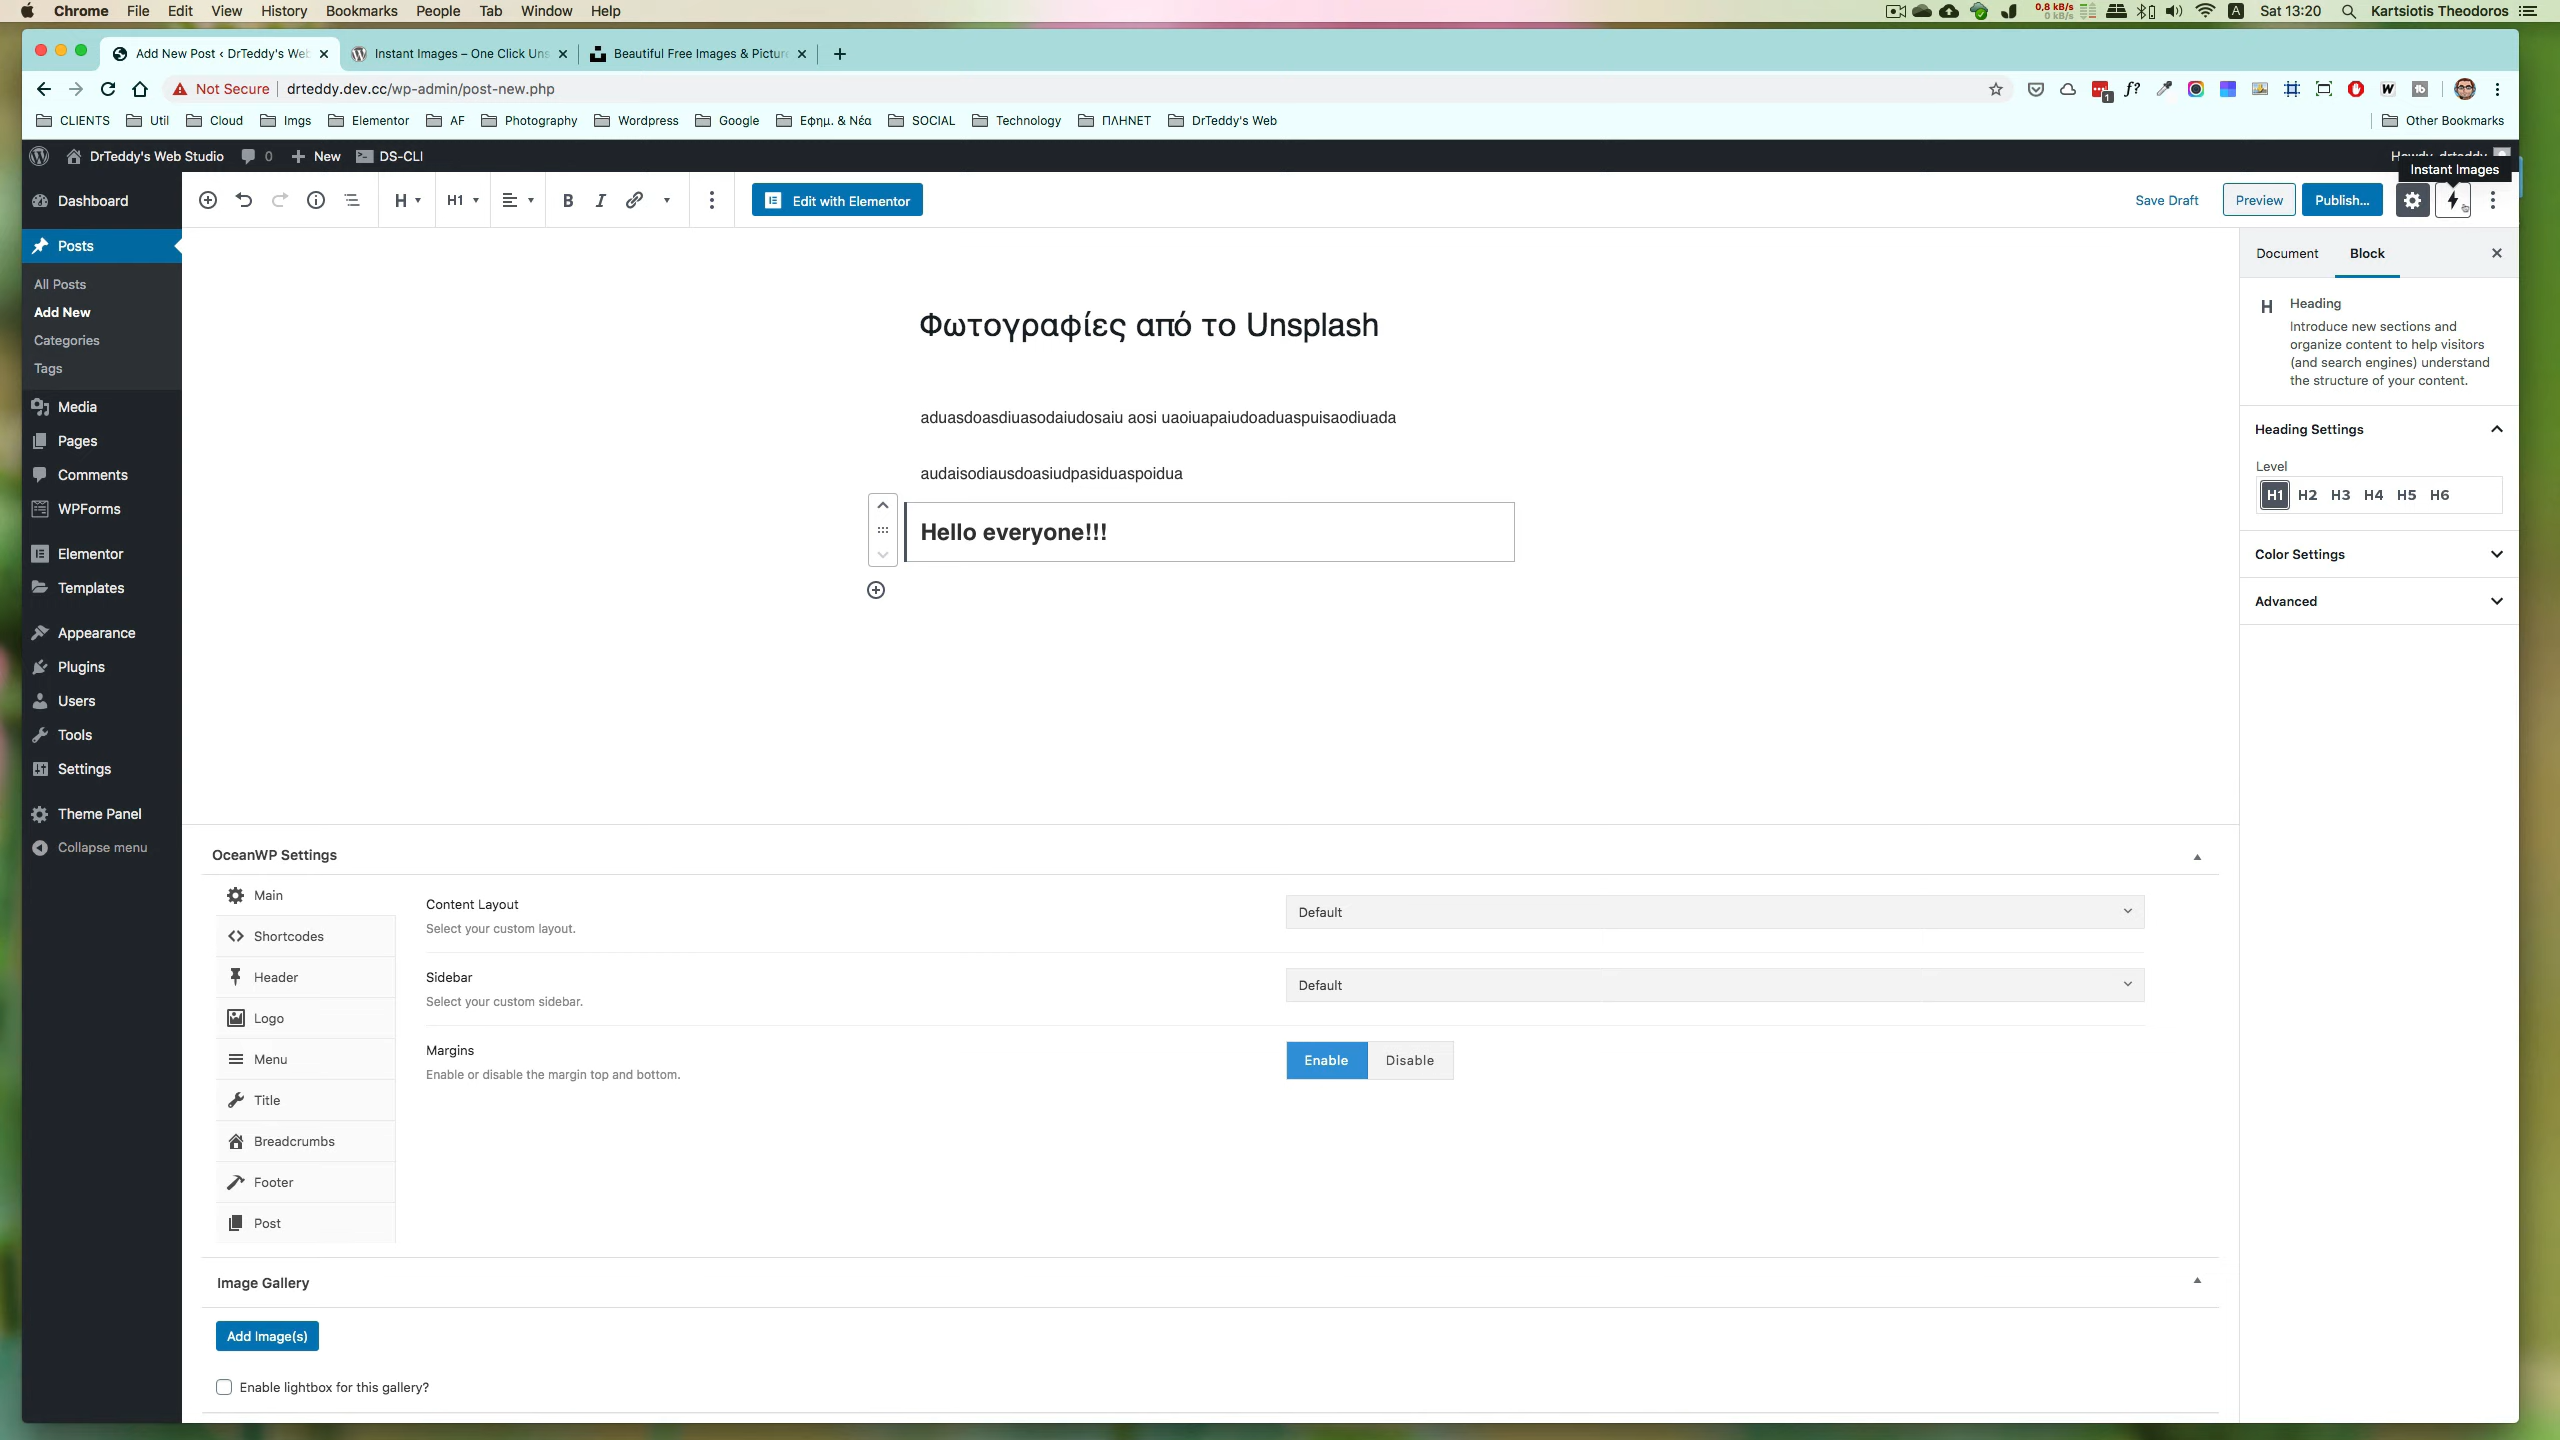 Chrome File Edit View History Bookmarks People Tab Window Help
0,8 kB/s
0 kB/s
Sat 13:20 Kartsiotis Theodoros
Add New Post ‹ DrTeddy's We
Instant Images – One Click Uns
Beautiful Free Images & Pictur
Not Secure drteddy.dev.cc/wp-admin/post-new.php
CLIENTS Util Cloud Imgs Elementor AF Photography Wordpress Google Εφημ. & Νέα SOCIAL Technology ΠΛΗΝΕΤ DrTeddy's Web Other Bookmarks
DrTeddy's Web Studio 0 New DS-CLI
Instant Images
Dashboard
Posts
All Posts
Add New
Categories
Tags
Media
Pages
Comments
WPForms
Elementor
Templates
Appearance
Plugins
Users
Tools
Settings
Theme Panel
Collapse menu
H H1 B I Edit with Elementor Save Draft Preview Publish...
Φωτογραφίες από το Unsplash
aduasdoasdiuasodaiudosaiu aosi uaoiuapaiudoaduaspuisaodiuada
audaisodiausdoasiudpasiduaspoidua
Hello everyone!!!
Document Block
H Heading
Introduce new sections and
organize content to help visitors
(and search engines) understand
the structure of your content.
Heading Settings
Level
H1 H2 H3 H4 H5 H6
Color Settings
Advanced
OceanWP Settings
Main
Shortcodes
Header
Logo
Menu
Title
Breadcrumbs
Footer
Post
Content Layout
Select your custom layout.
Default
Sidebar
Select your custom sidebar.
Default
Margins
Enable or disable the margin top and bottom.
Enable Disable
Image Gallery
Add Image(s)
Enable lightbox for this gallery?